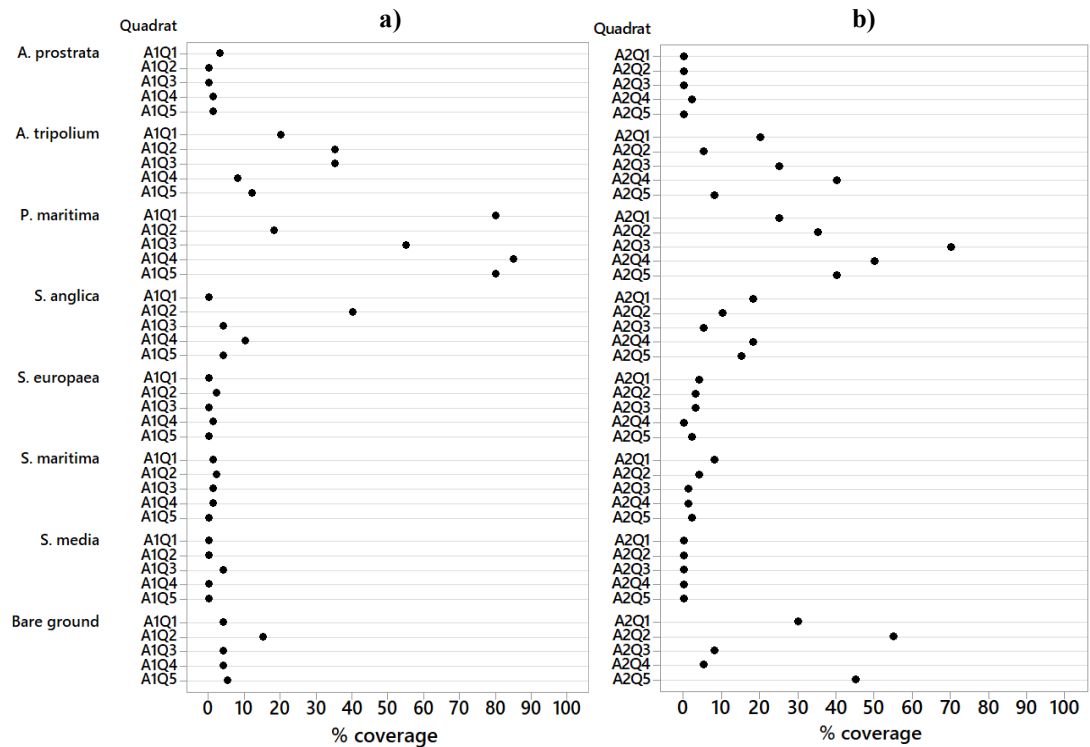 Quadrat a)
A. prostrata A1Q1
A1Q2
A1Q3
A1Q4
A1Q5
A. tripolium A1Q1
A1Q2
A1Q3
A1Q4
A1Q5
P. maritima A1Q1
A1Q2
A1Q3
A1Q4
A1Q5
S. anglica A1Q1
A1Q2
A1Q3
A1Q4
A1Q5
S. europaea A1Q1
A1Q2
A1Q3
A1Q4
A1Q5
S. maritima A1Q1
A1Q2
A1Q3
A1Q4
A1Q5
S. media A1Q1
A1Q2
A1Q3
A1Q4
A1Q5
Bare ground A1Q1
A1Q2
A1Q3
A1Q4
A1Q5
0 10 20 30 40 50 60 70 80 90 100
% coverage
Quadrat b)
A2Q1
A2Q2
A2Q3
A2Q4
A2Q5
A2Q1
A2Q2
A2Q3
A2Q4
A2Q5
A2Q1
A2Q2
A2Q3
A2Q4
A2Q5
A2Q1
A2Q2
A2Q3
A2Q4
A2Q5
A2Q1
A2Q2
A2Q3
A2Q4
A2Q5
A2Q1
A2Q2
A2Q3
A2Q4
A2Q5
A2Q1
A2Q2
A2Q3
A2Q4
A2Q5
A2Q1
A2Q2
A2Q3
A2Q4
A2Q5
0 10 20 30 40 50 60 70 80 90 100
% coverage